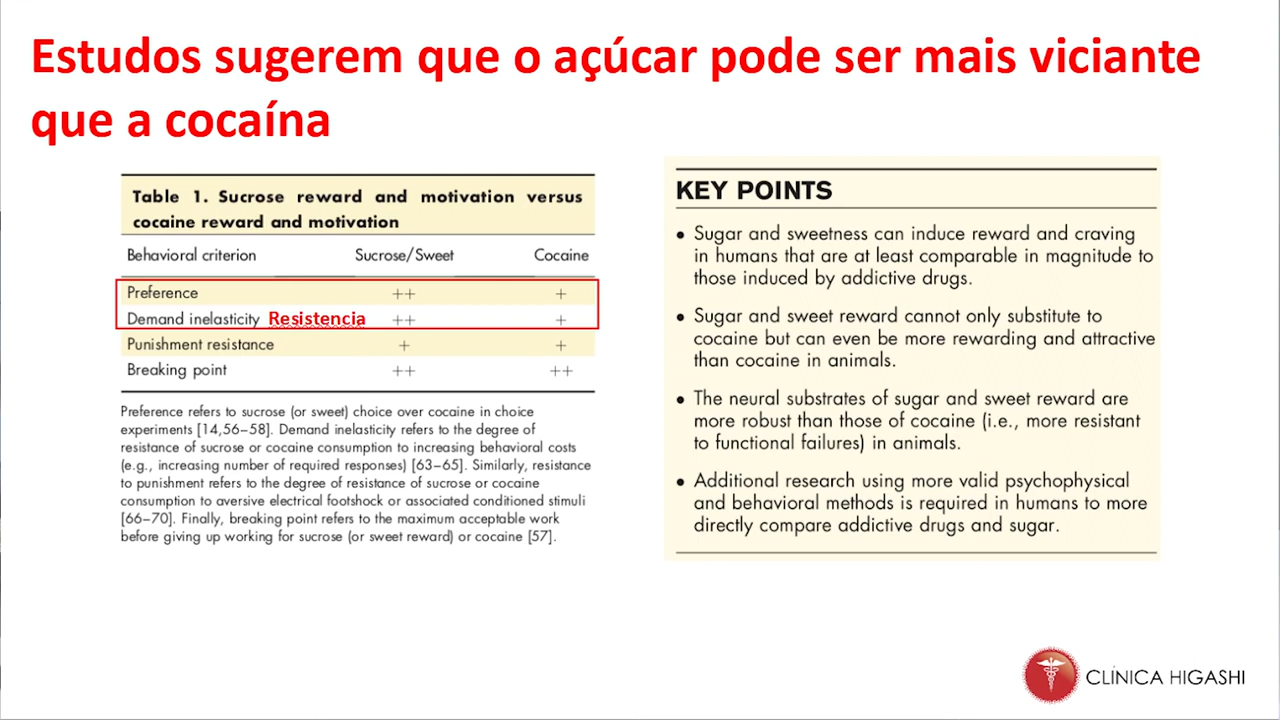 Estudos sugerem que o açúcar pode ser mais viciante
que a cocaína
Table 1. Sucrose reward and motivation versus
cocaine reward and motivation
Behavioral criterion Sucrose/Sweet Cocaine
Preference ++ +
Demand inelasticity Resistencia ++ +
Punishment resistance + +
Breaking point ++ ++
Preference refers to sucrose (or sweet) choice over cocaine in choice
experiments [14,56–58]. Demand inelasticity refers to the degree of
resistance of sucrose or cocaine consumption to increasing behavioral costs
(e.g., increasing number of required responses) [63–65]. Similarly, resistance
to punishment refers to the degree of resistance of sucrose or cocaine
consumption to aversive electrical footshock or associated conditioned stimuli
[66–70]. Finally, breaking point refers to the maximum acceptable work
before giving up working for sucrose (or sweet reward) or cocaine [57].
KEY POINTS
• Sugar and sweetness can induce reward and craving
in humans that are at least comparable in magnitude to
those induced by addictive drugs.
• Sugar and sweet reward cannot only substitute to
cocaine but can even be more rewarding and attractive
than cocaine in animals.
• The neural substrates of sugar and sweet reward are
more robust than those of cocaine (i.e., more resistant
to functional failures) in animals.
• Additional research using more valid psychophysical
and behavioral methods is required in humans to more
directly compare addictive drugs and sugar.
CLÍNICA HIGASHI